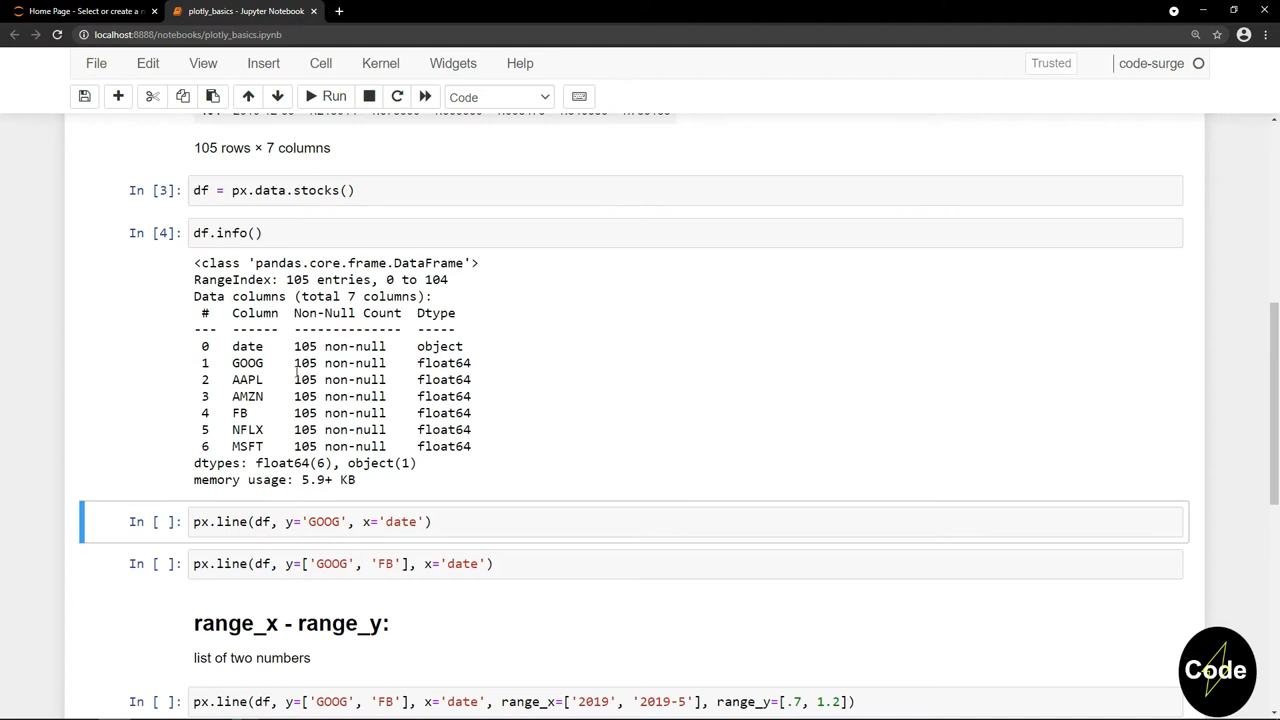 Home Page - Select or create a n
plotly_basics - Jupyter Notebook
localhost:8888/notebooks/plotly_basics.ipynb
File Edit View Insert Cell Kernel Widgets Help Trusted code-surge
Run Code
105 rows × 7 columns
In [3]: df = px.data.stocks()
In [4]: df.info()
<class 'pandas.core.frame.DataFrame'>
RangeIndex: 105 entries, 0 to 104
Data columns (total 7 columns):
# Column Non-Null Count Dtype
--- ------ -------------- -----
0 date 105 non-null object
1 GOOG 105 non-null float64
2 AAPL 105 non-null float64
3 AMZN 105 non-null float64
4 FB 105 non-null float64
5 NFLX 105 non-null float64
6 MSFT 105 non-null float64
dtypes: float64(6), object(1)
memory usage: 5.9+ KB
In [ ]: px.line(df, y='GOOG', x='date')
In [ ]: px.line(df, y=['GOOG', 'FB'], x='date')
range_x - range_y:
list of two numbers
In [ ]: px.line(df, y=['GOOG', 'FB'], x='date', range_x=['2019', '2019-5'], range_y=[.7, 1.2])
Code